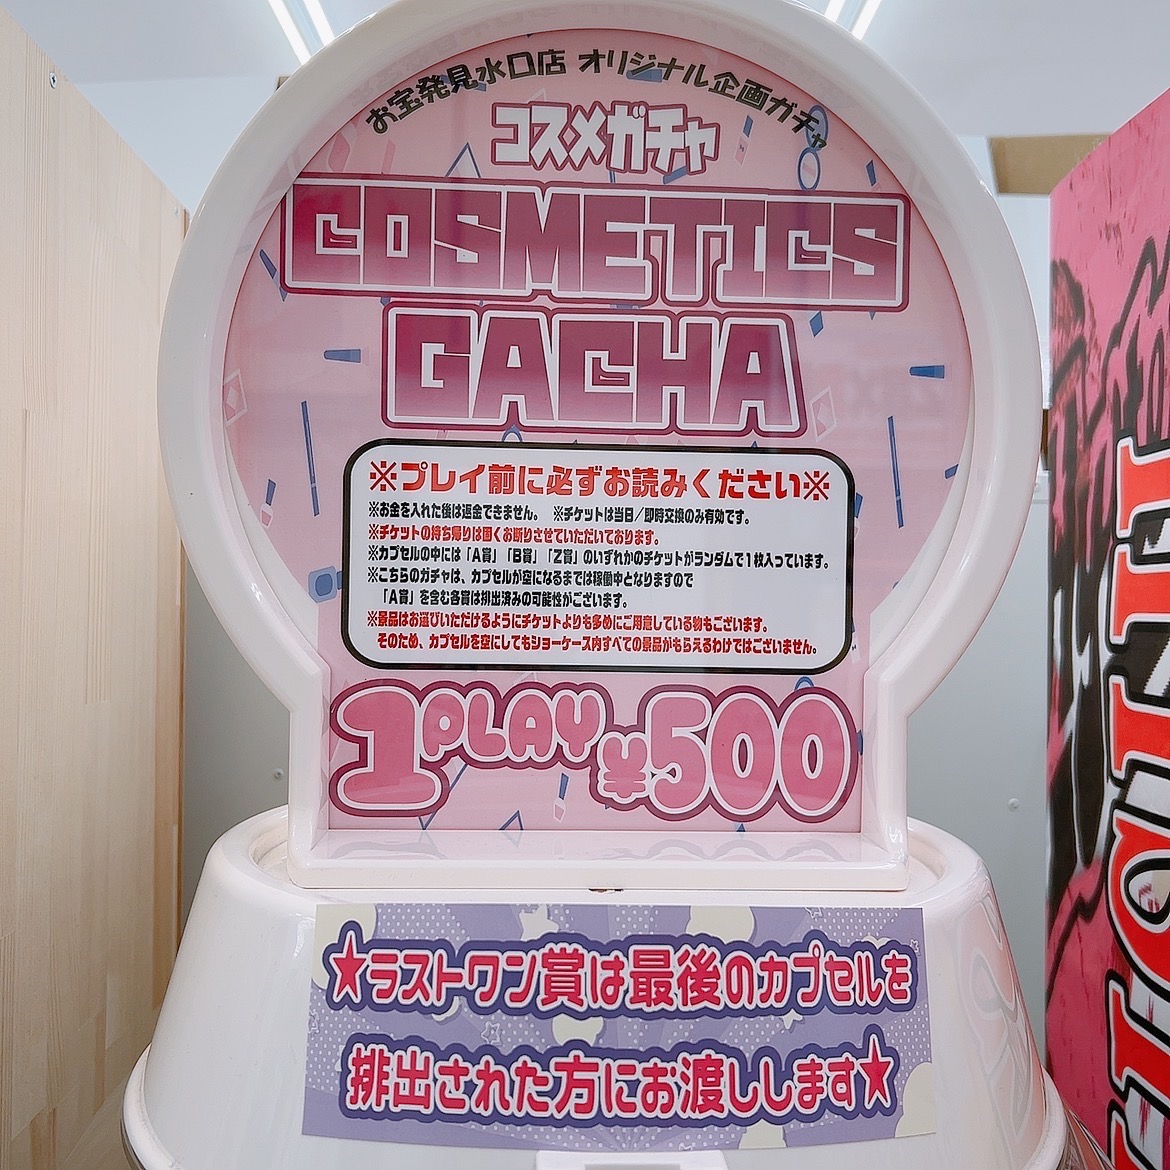 お宝発見水口店 オリジナル企画ガチャ
コスメガチャ
COSMETICS
GACHA
※プレイ前に必ずお読みください※
※お金を入れた後は返金できません。 ※チケットは当日／即時交換のみ有効です。
※チケットの持ち帰りは固くお断りさせていただいております。
※カプセルの中には「A賞」「B賞」「Z賞」のいずれかのチケットがランダムで1枚入っています。
※こちらのガチャは、カプセルが空になるまでは稼働中となりますので
「A賞」を含む各賞は排出済みの可能性がございます。
※景品はお選びいただけるようにチケットよりも多めにご用意している物もございます。
そのため、カプセルを空にしてもショーケース内すべての景品がもらえるわけではございません。
1PLAY ¥500
★ラストワン賞は最後のカプセルを
排出された方にお渡しします★